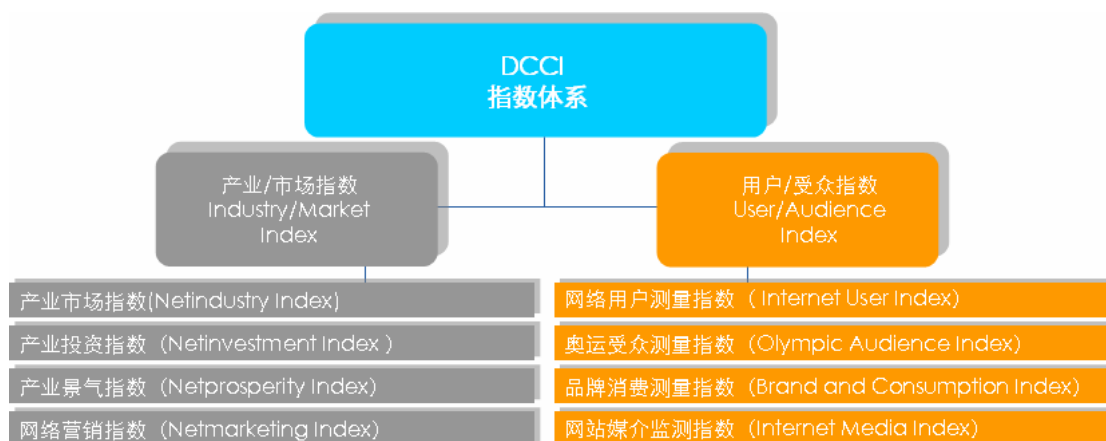 DCCI
指数体系
产业/市场指数
Industry/Market
Index
用户/受众指数
User/Audience
Index
产业市场指数(Netindustry Index)
产业投资指数（Netinvestment Index ）
产业景气指数（Netprosperity Index）
网络营销指数（Netmarketing Index）
网络用户测量指数（ Internet User Index）
奥运受众测量指数（Olympic Audience Index）
品牌消费测量指数（Brand and Consumption Index）
网站媒介监测指数（Internet Media Index）